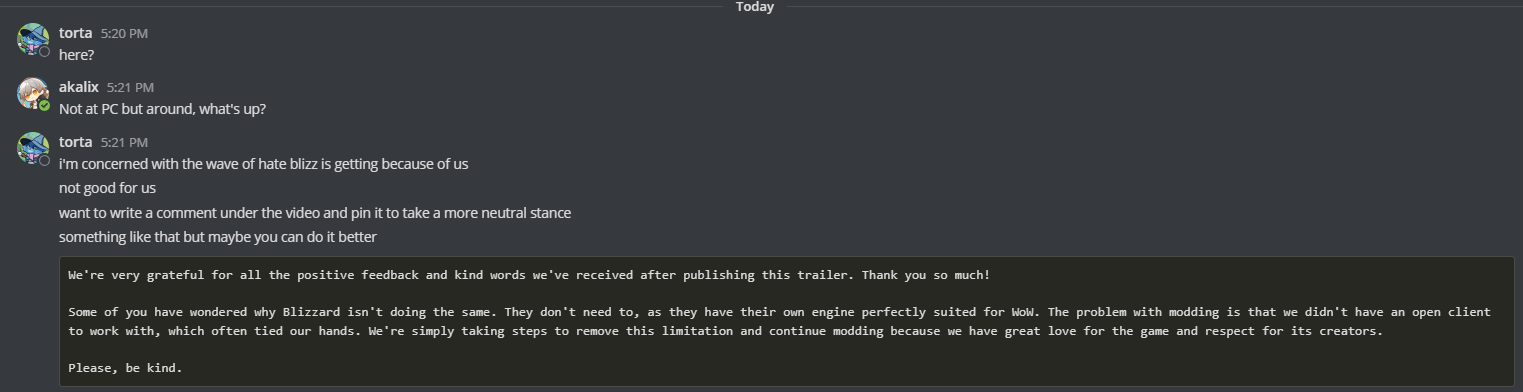 Today
torta 5:20 PM
here?
akalix 5:21 PM
Not at PC but around, what's up?
torta 5:21 PM
i'm concerned with the wave of hate blizz is getting because of us
not good for us
want to write a comment under the video and pin it to take a more neutral stance
something like that but maybe you can do it better
We're very grateful for all the positive feedback and kind words we've received after publishing this trailer. Thank you so much!
Some of you have wondered why Blizzard isn't doing the same. They don't need to, as they have their own engine perfectly suited for WoW. The problem with modding is that we didn't have an open client
to work with, which often tied our hands. We're simply taking steps to remove this limitation and continue modding because we have great love for the game and respect for its creators.
Please, be kind.